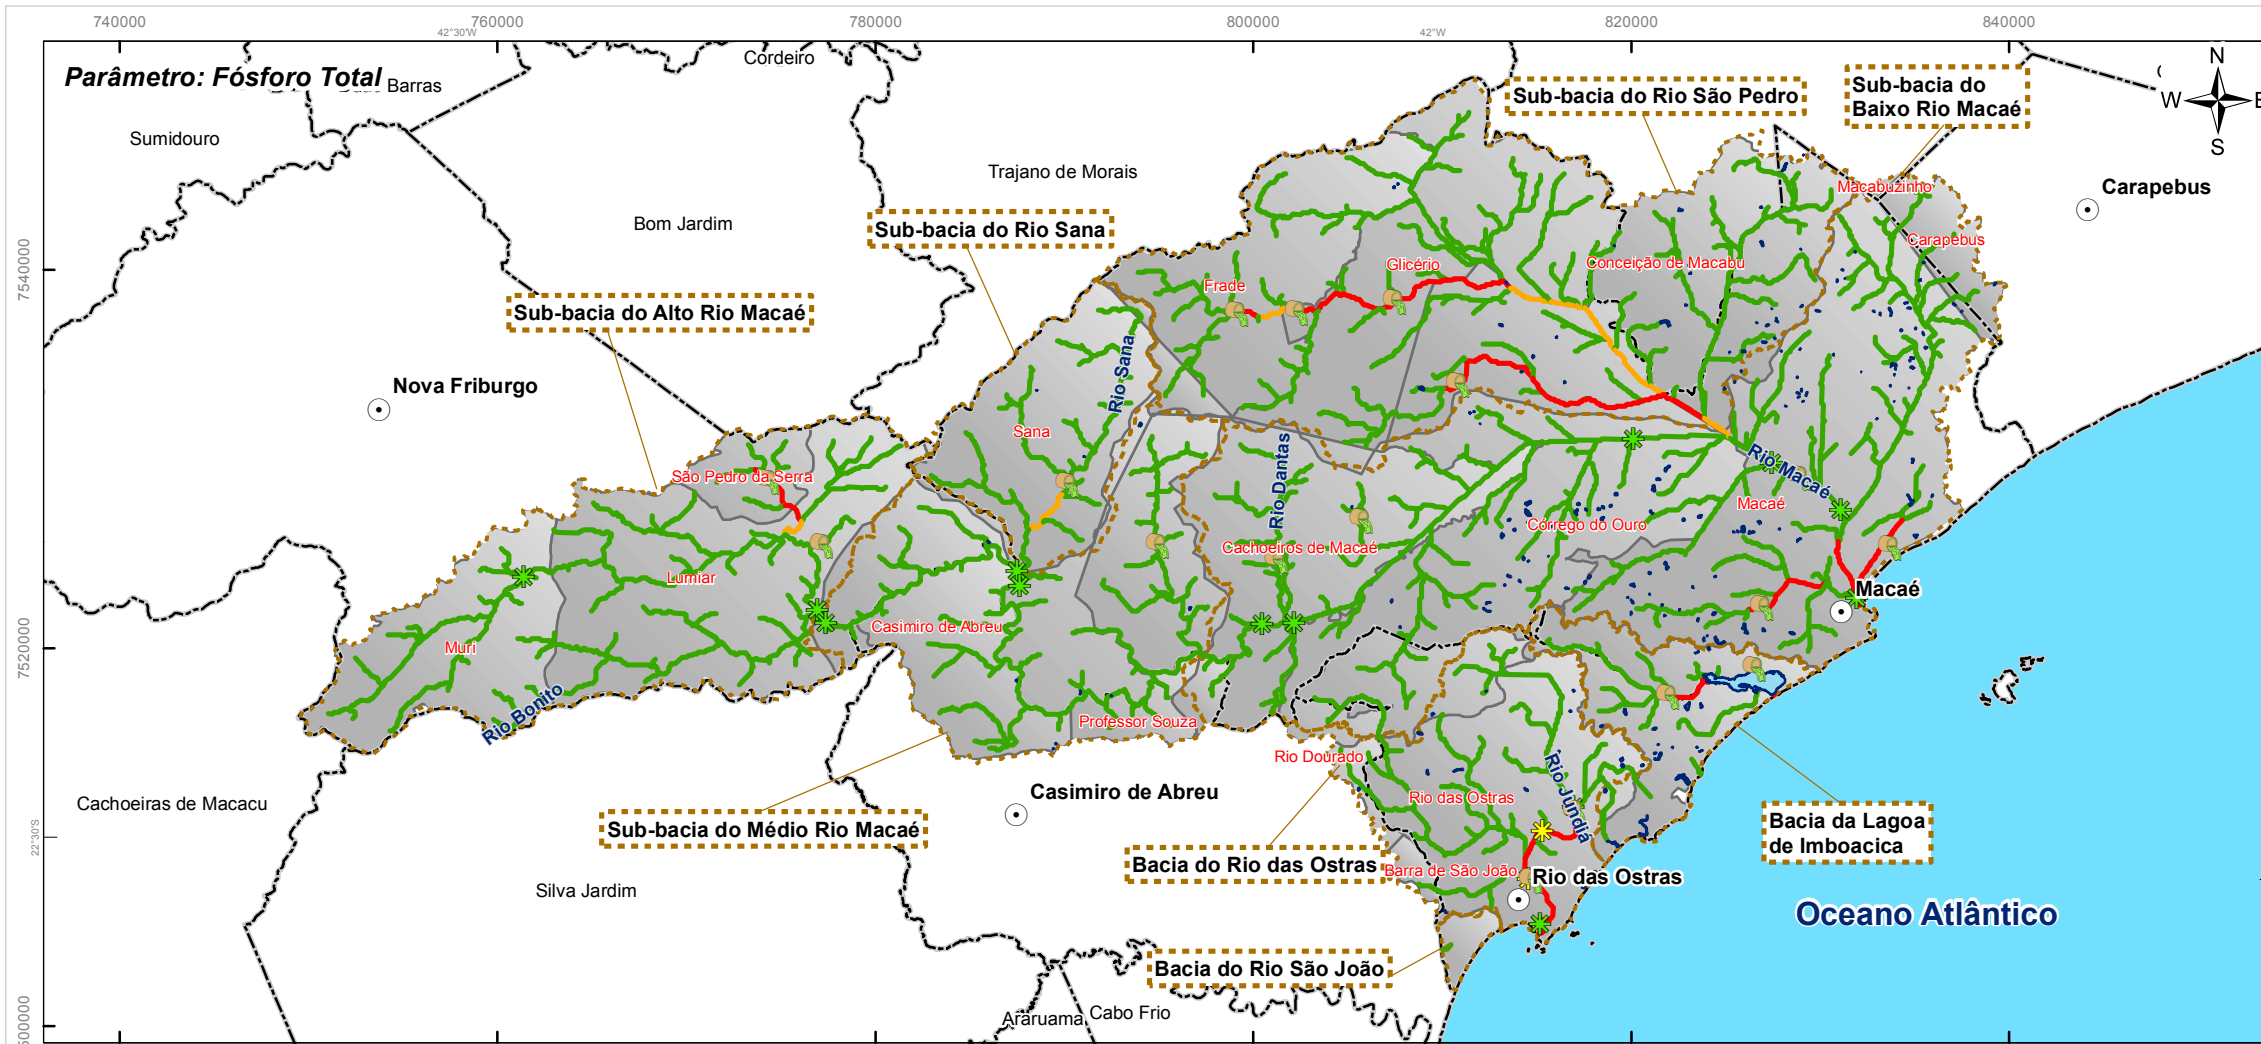 740000
760000
780000
800000
820000
840000
42°30'W
42°W
Parâmetro: Fósforo Total
Barras
Cordeiro
Sumidouro
Trajano de Morais
Bom Jardim
Sub-bacia do Rio São Pedro
Sub-bacia do
Baixo Rio Macaé
N
W
E
S
Carapebus
Macabuzinho
Carapebus
Sub-bacia do Rio Sana
Conceição de Macabu
Glicério
Frade
7540000
Sub-bacia do Alto Rio Macaé
Nova Friburgo
Rio Sana
Sana
São Pedro da Serra
Rio Dantas
Rio Macaé
Macaé
Córrego do Ouro
Cachoeiros de Macaé
Lumiar
Macaé
Casimiro de Abreu
Muri
7520000
Rio Bonito
Professor Souza
Rio Dourado
Rio Jundiá
Rio das Ostras
Cachoeiras de Macacu
Casimiro de Abreu
Sub-bacia do Médio Rio Macaé
Bacia da Lagoa
de Imboacica
22°30'S
Bacia do Rio das Ostras
Barra de São João
Rio das Ostras
Silva Jardim
Oceano Atlântico
Bacia do Rio São João
Araruama
Cabo Frio